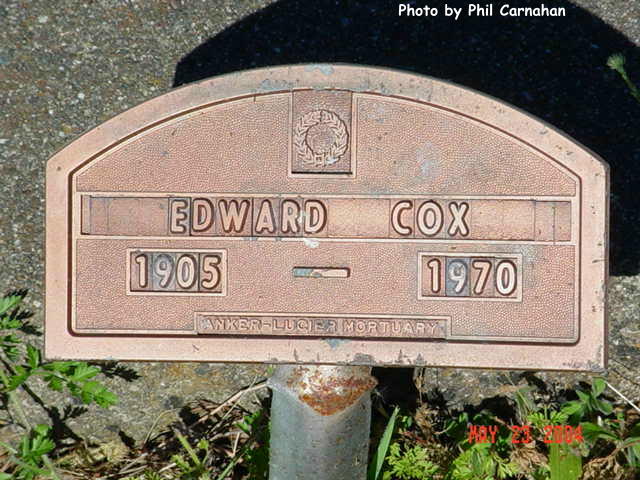 Photo by Phil Carnahan
EDWARD COX
1905 - 1970
ANKER-LUCIER MORTUARY
MAY 23 2004